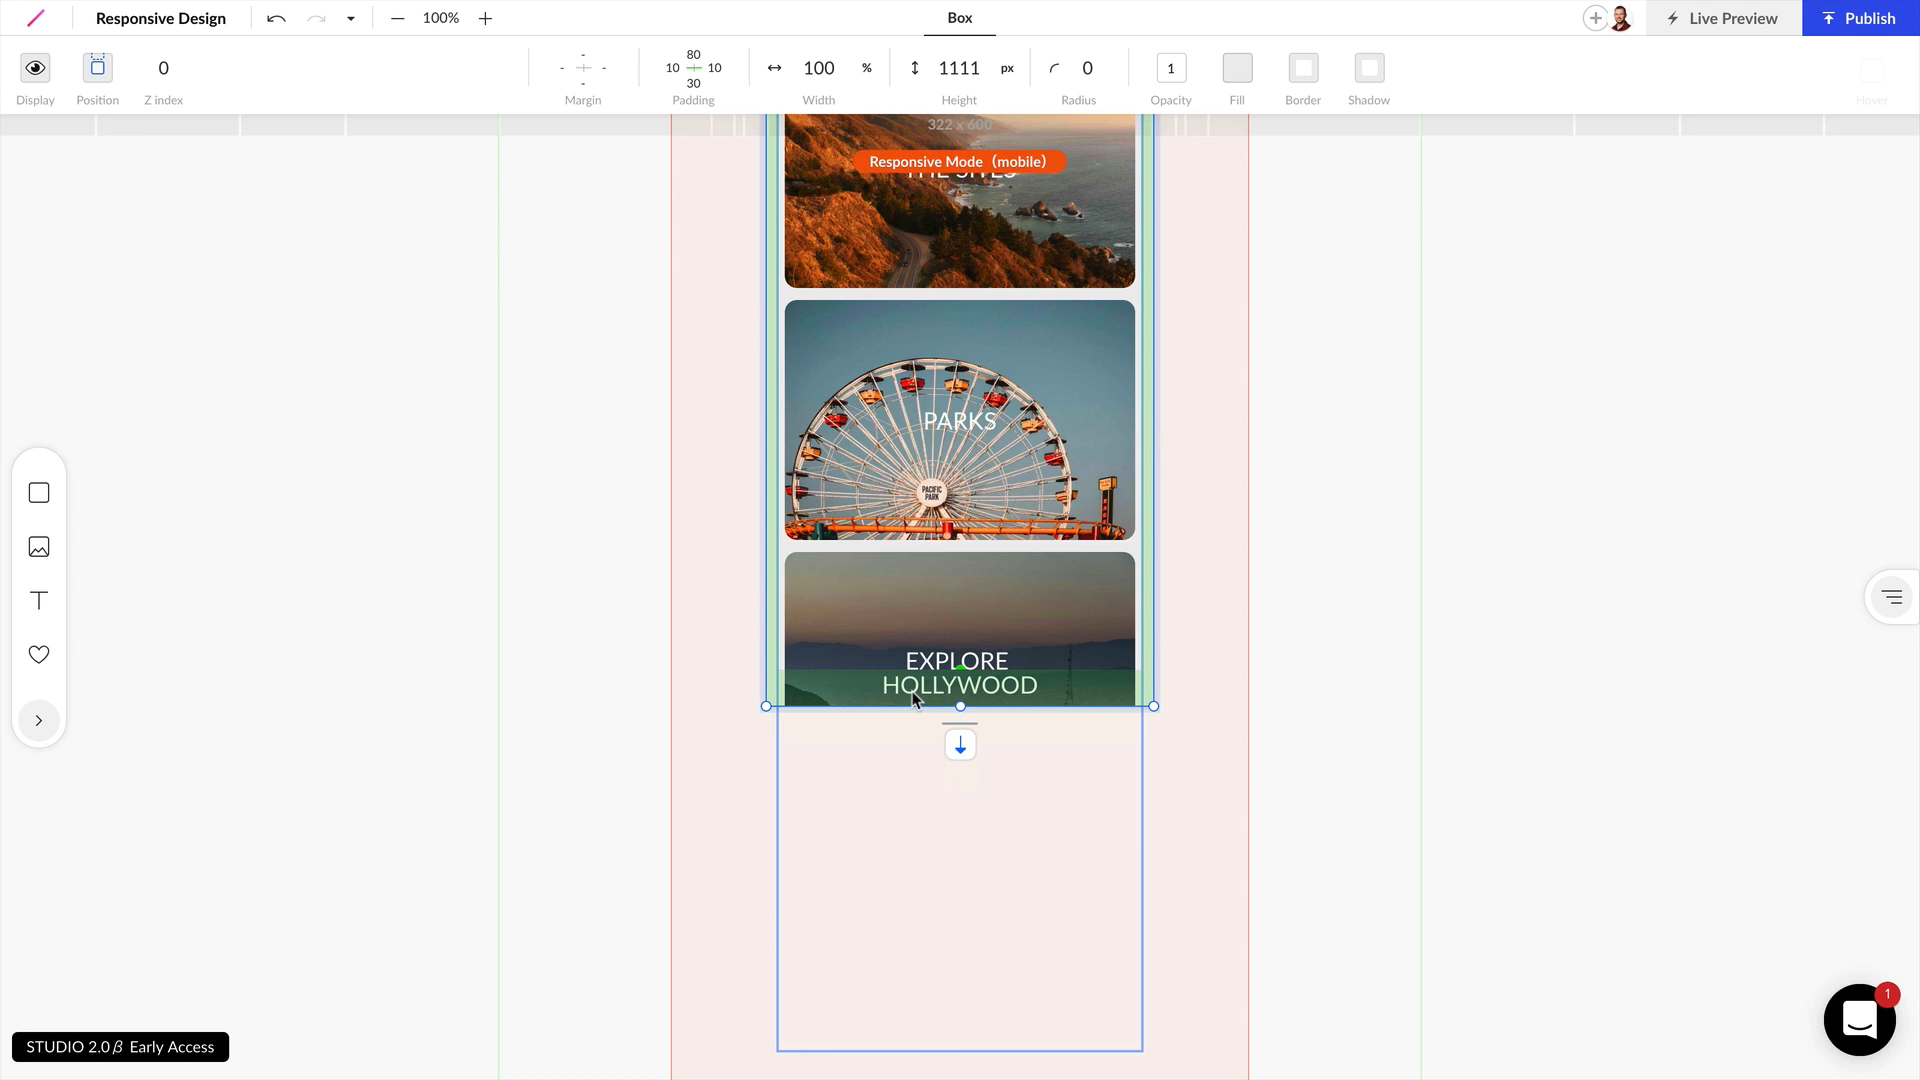 Responsive Design
100%
Box
Live Preview
Publish
Display
Position
0
Z index
-
- -
-
Margin
80
10 10
30
Padding
100 %
Width
1111 px
Height
0
Radius
1
Opacity
Fill
Border
Shadow
Hover
322 x 600
Responsive Mode (mobile)
THE SITES
PARKS
PACIFIC
PARK
EXPLORE
HOLLYWOOD
STUDIO 2.0 β Early Access
1